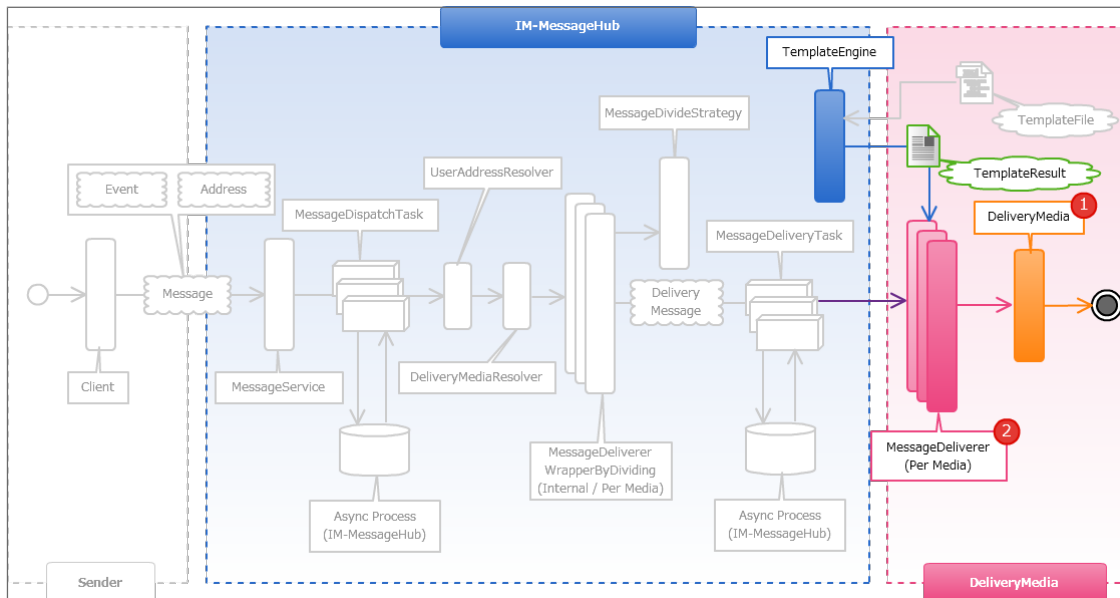 IM-MessageHub
TemplateEngine
TemplateFile
MessageDivideStrategy
TemplateResult
UserAddressResolver
Event
Address
1
DeliveryMedia
MessageDispatchTask
MessageDeliveryTask
Message
Delivery
Message
Client
MessageService
DeliveryMediaResolver
2
MessageDeliverer
(Per Media)
MessageDeliverer
WrapperByDividing
(Internal / Per Media)
Async Process
(IM-MessageHub)
Async Process
(IM-MessageHub)
Sender
DeliveryMedia